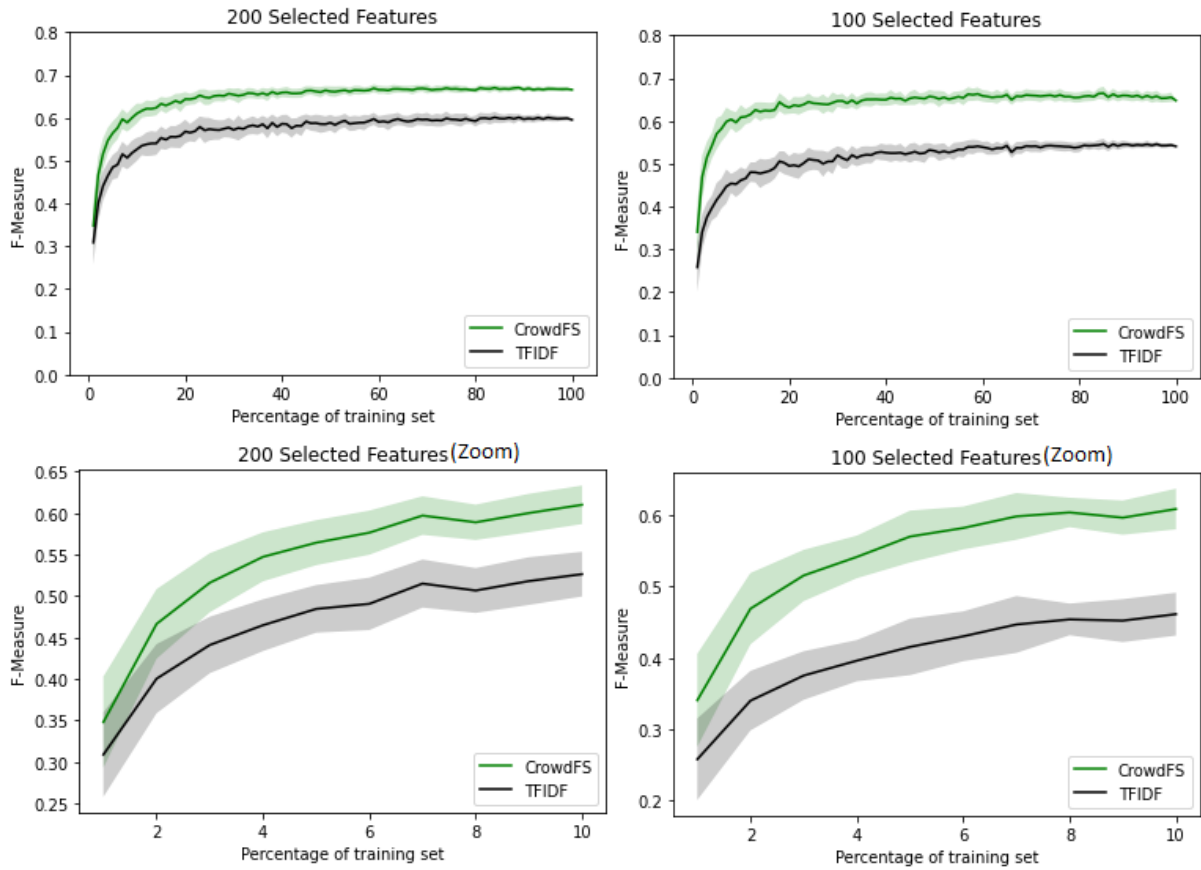 200 Selected Features
0.8
0.7
0.6
0.5
0.4
0.3
0.2
0.1
0.0
F-Measure
CrowdFS
TFIDF
0 20 40 60 80 100
Percentage of training set
100 Selected Features
0.8
0.7
0.6
0.5
0.4
0.3
0.2
0.1
0.0
F-Measure
CrowdFS
TFIDF
0 20 40 60 80 100
Percentage of training set
200 Selected Features (Zoom)
0.65
0.60
0.55
0.50
0.45
0.40
0.35
0.30
0.25
F-Measure
CrowdFS
TFIDF
2 4 6 8 10
Percentage of training set
100 Selected Features (Zoom)
0.6
0.5
0.4
0.3
0.2
F-Measure
CrowdFS
TFIDF
2 4 6 8 10
Percentage of training set